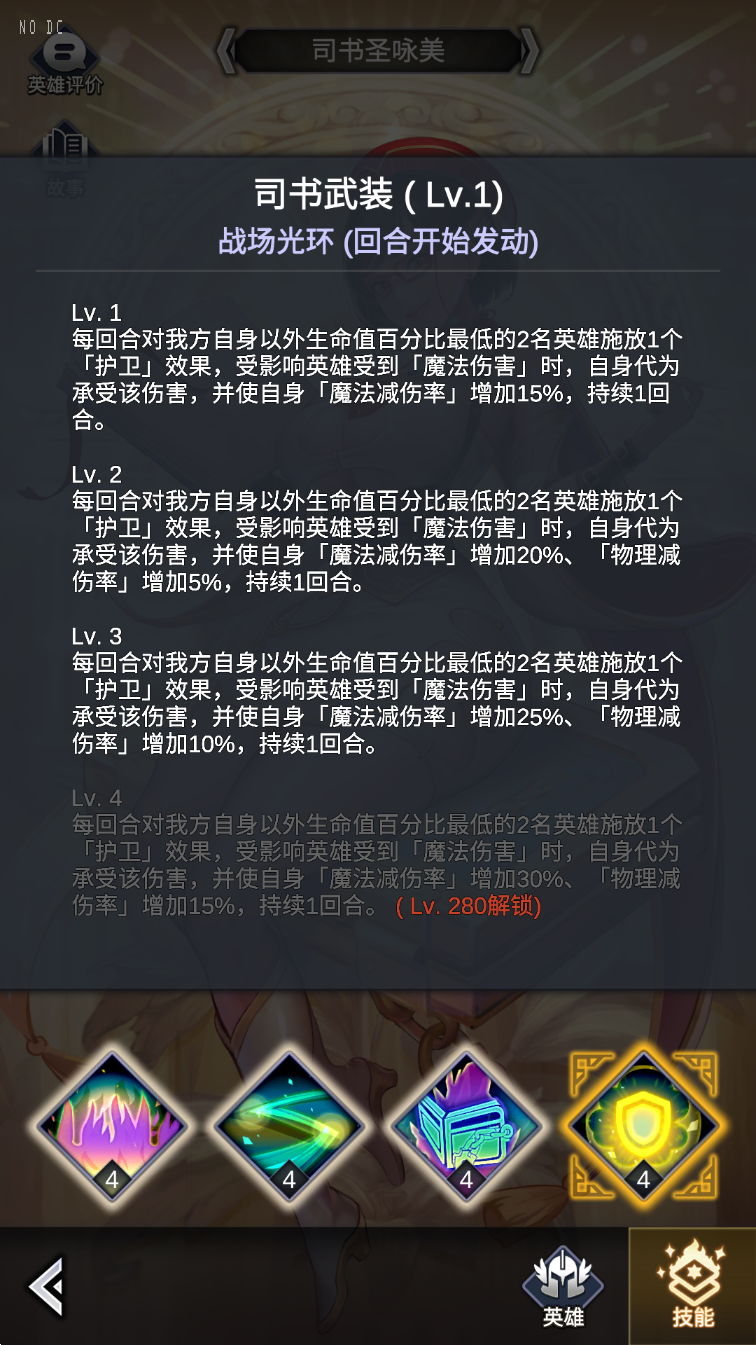 NO DC
司书圣咏美
英雄评价
故事
司书武装 ( Lv.1)
战场光环 (回合开始发动)
Lv. 1
每回合对我方自身以外生命值百分比最低的2名英雄施放1个
「护卫」效果，受影响英雄受到「魔法伤害」时，自身代为
承受该伤害，并使自身「魔法减伤率」增加15%，持续1回
合。
Lv. 2
每回合对我方自身以外生命值百分比最低的2名英雄施放1个
「护卫」效果，受影响英雄受到「魔法伤害」时，自身代为
承受该伤害，并使自身「魔法减伤率」增加20%、「物理减
伤率」增加5%，持续1回合。
Lv. 3
每回合对我方自身以外生命值百分比最低的2名英雄施放1个
「护卫」效果，受影响英雄受到「魔法伤害」时，自身代为
承受该伤害，并使自身「魔法减伤率」增加25%、「物理减
伤率」增加10%，持续1回合。
Lv. 4
每回合对我方自身以外生命值百分比最低的2名英雄施放1个
「护卫」效果，受影响英雄受到「魔法伤害」时，自身代为
承受该伤害，并使自身「魔法减伤率」增加30%、「物理减
伤率」增加15%，持续1回合。 ( Lv. 280解锁)
4 4 4 4
英雄 技能